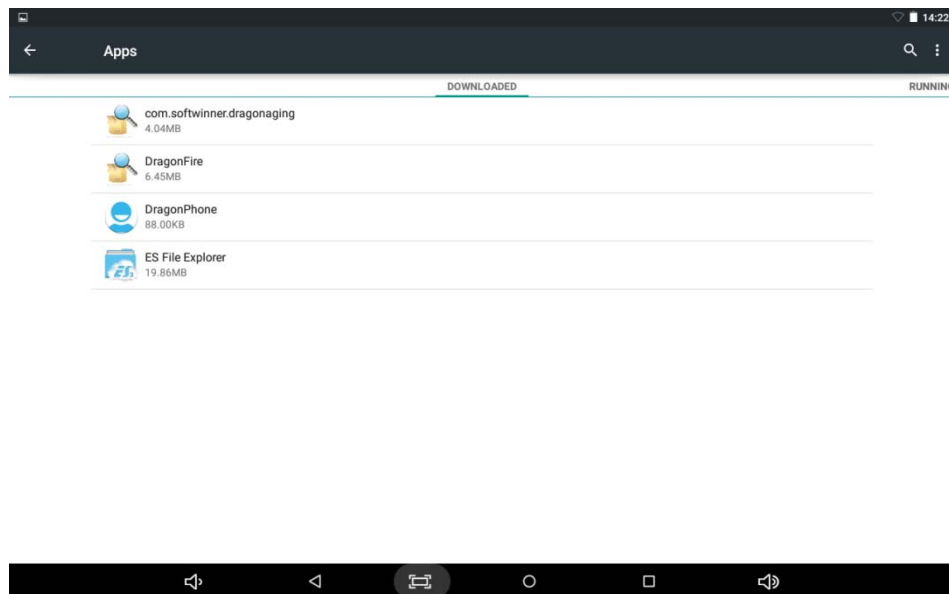 14:22
Apps
DOWNLOADED RUNNING
com.softwinner.dragonaging
4.04MB
DragonFire
6.45MB
DragonPhone
88.00KB
ES File Explorer
19.86MB